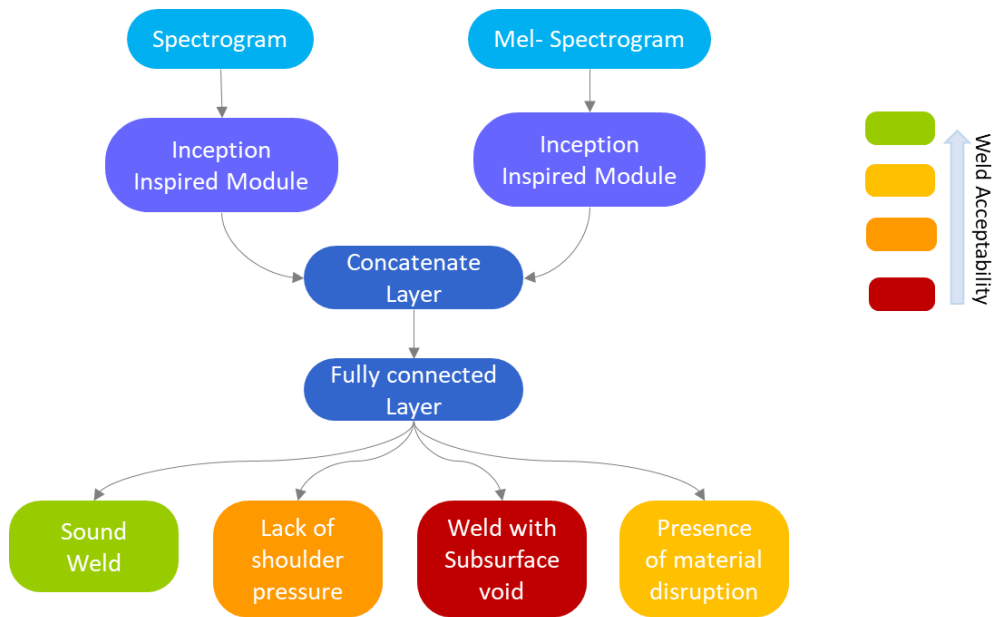 Spectrogram
Mel- Spectrogram
Inception
Inspired Module
Inception
Inspired Module
Concatenate
Layer
Fully connected
Layer
Sound
Weld
Lack of
shoulder
pressure
Weld with
Subsurface
void
Presence
of material
disruption
Weld Acceptability